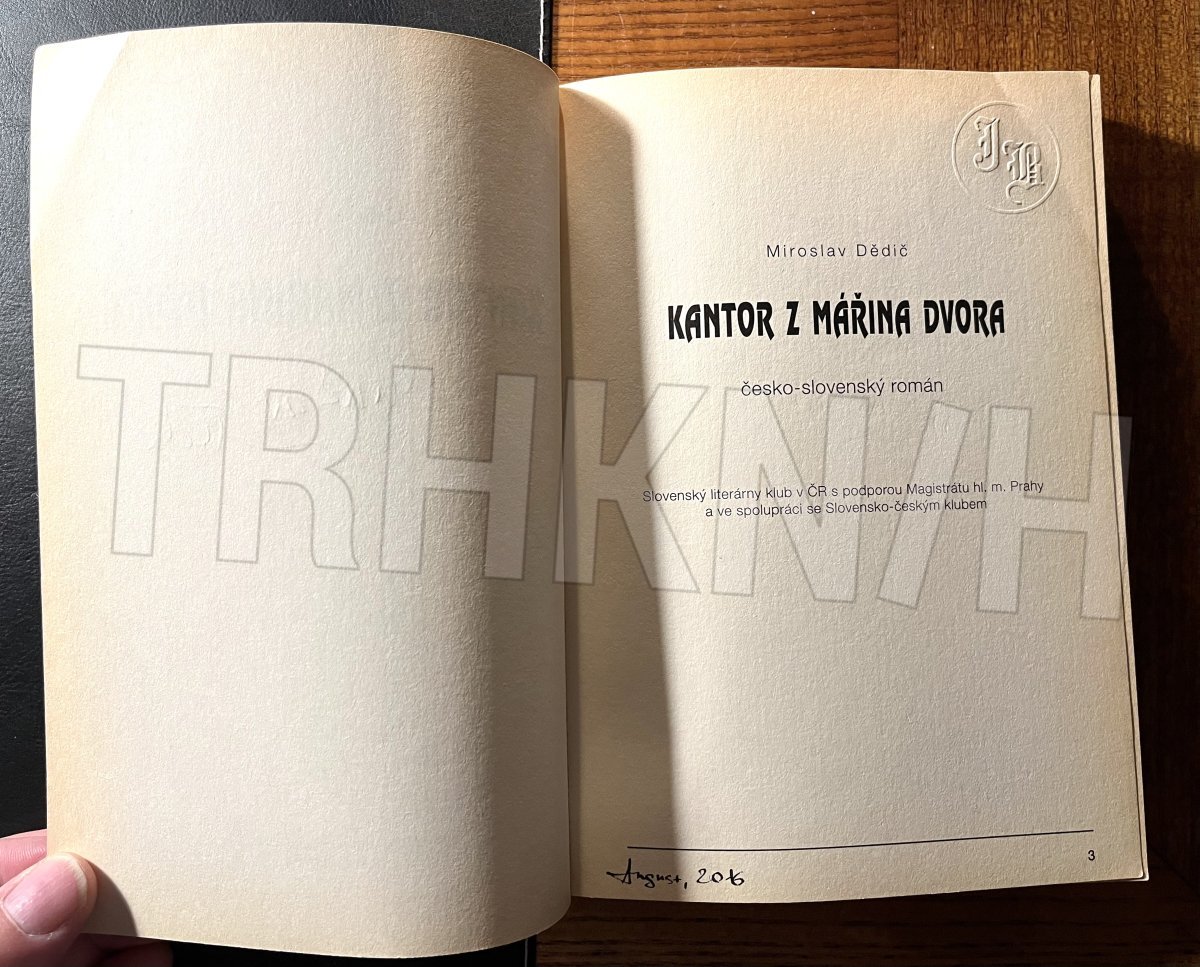 JB
Miroslav Dědič
KANTOR Z MÁŘINA DVORA
česko-slovenský román
TRHKNIH
Slovenský literárny klub v ČR s podporou Magistrátu hl. m. Prahy
a ve spolupráci se Slovensko-českým klubem
3
August, 2016